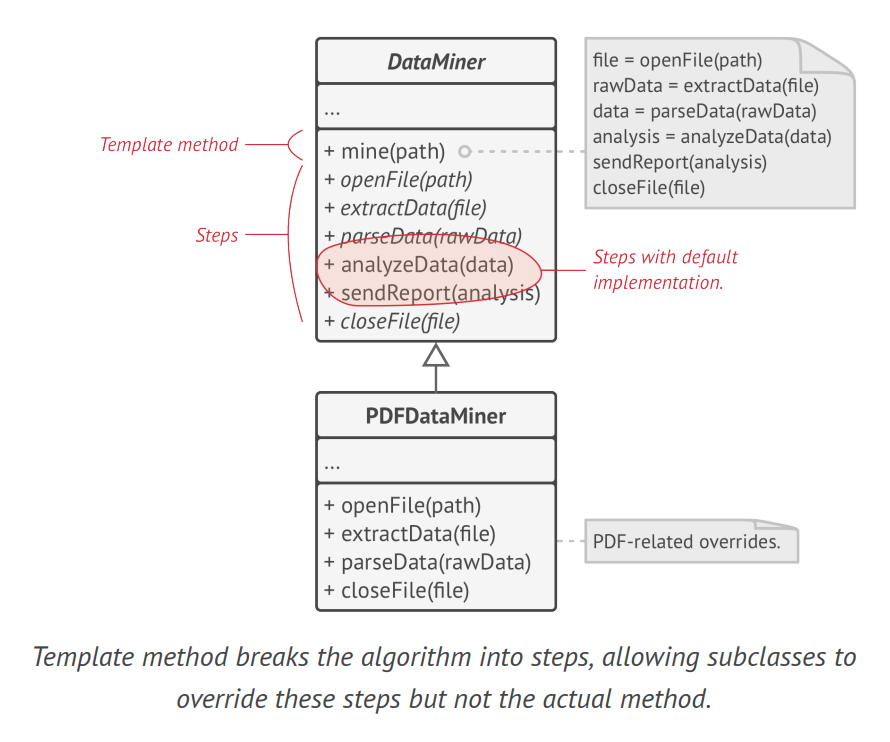 DataMiner
...
Template method
+ mine(path)
file = openFile(path)
rawData = extractData(file)
data = parseData(rawData)
analysis = analyzeData(data)
sendReport(analysis)
closeFile(file)
Steps
+ openFile(path)
+ extractData(file)
+ parseData(rawData)
+ analyzeData(data)
+ sendReport(analysis)
+ closeFile(file)
Steps with default
implementation.
PDFDataMiner
...
+ openFile(path)
+ extractData(file)
+ parseData(rawData)
+ closeFile(file)
PDF-related overrides.
Template method breaks the algorithm into steps, allowing subclasses to
override these steps but not the actual method.